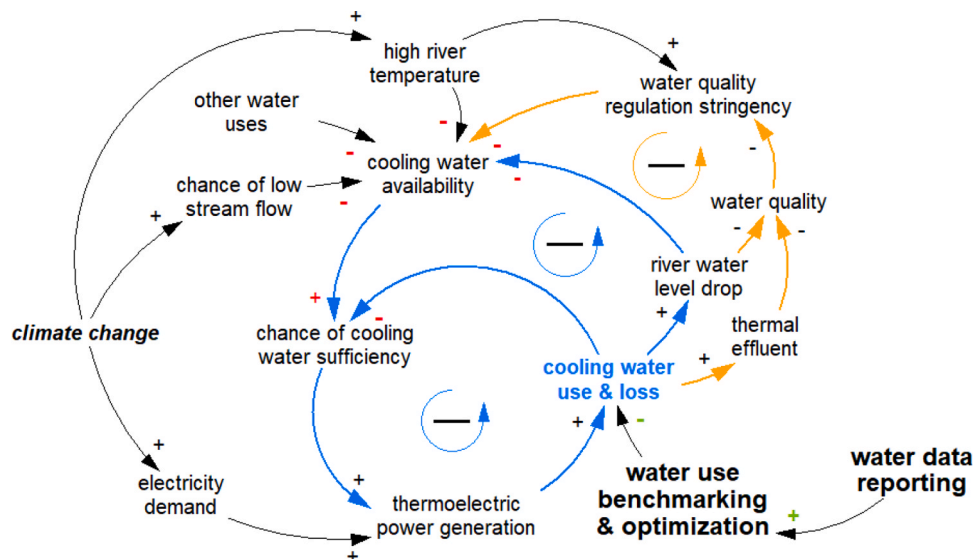 +
high river
temperature
+
water quality
regulation stringency
other water
uses
-
-
-
cooling water
availability
-
-
-
chance of low
stream flow
+
-
water quality
-
-
river water
level drop
+
-
chance of cooling
water sufficiency
+
thermal
effluent
climate change
cooling water
use & loss
+
+
-
+
electricity
demand
+
thermoelectric
power generation
+
water use
benchmarking
& optimization
water data
reporting
+
+